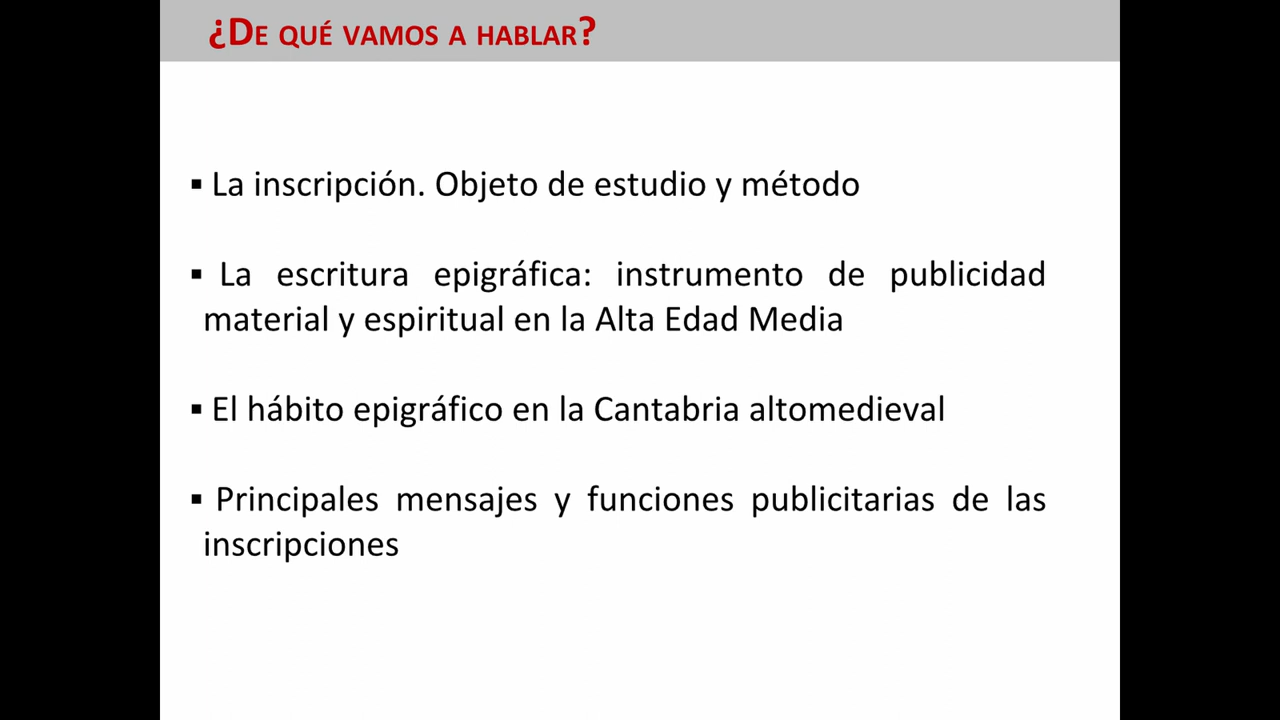 ¿De qué vamos a hablar?
▪ La inscripción. Objeto de estudio y método
▪ La escritura epigráfica: instrumento de publicidad
material y espiritual en la Alta Edad Media
▪ El hábito epigráfico en la Cantabria altomedieval
▪ Principales mensajes y funciones publicitarias de las
inscripciones